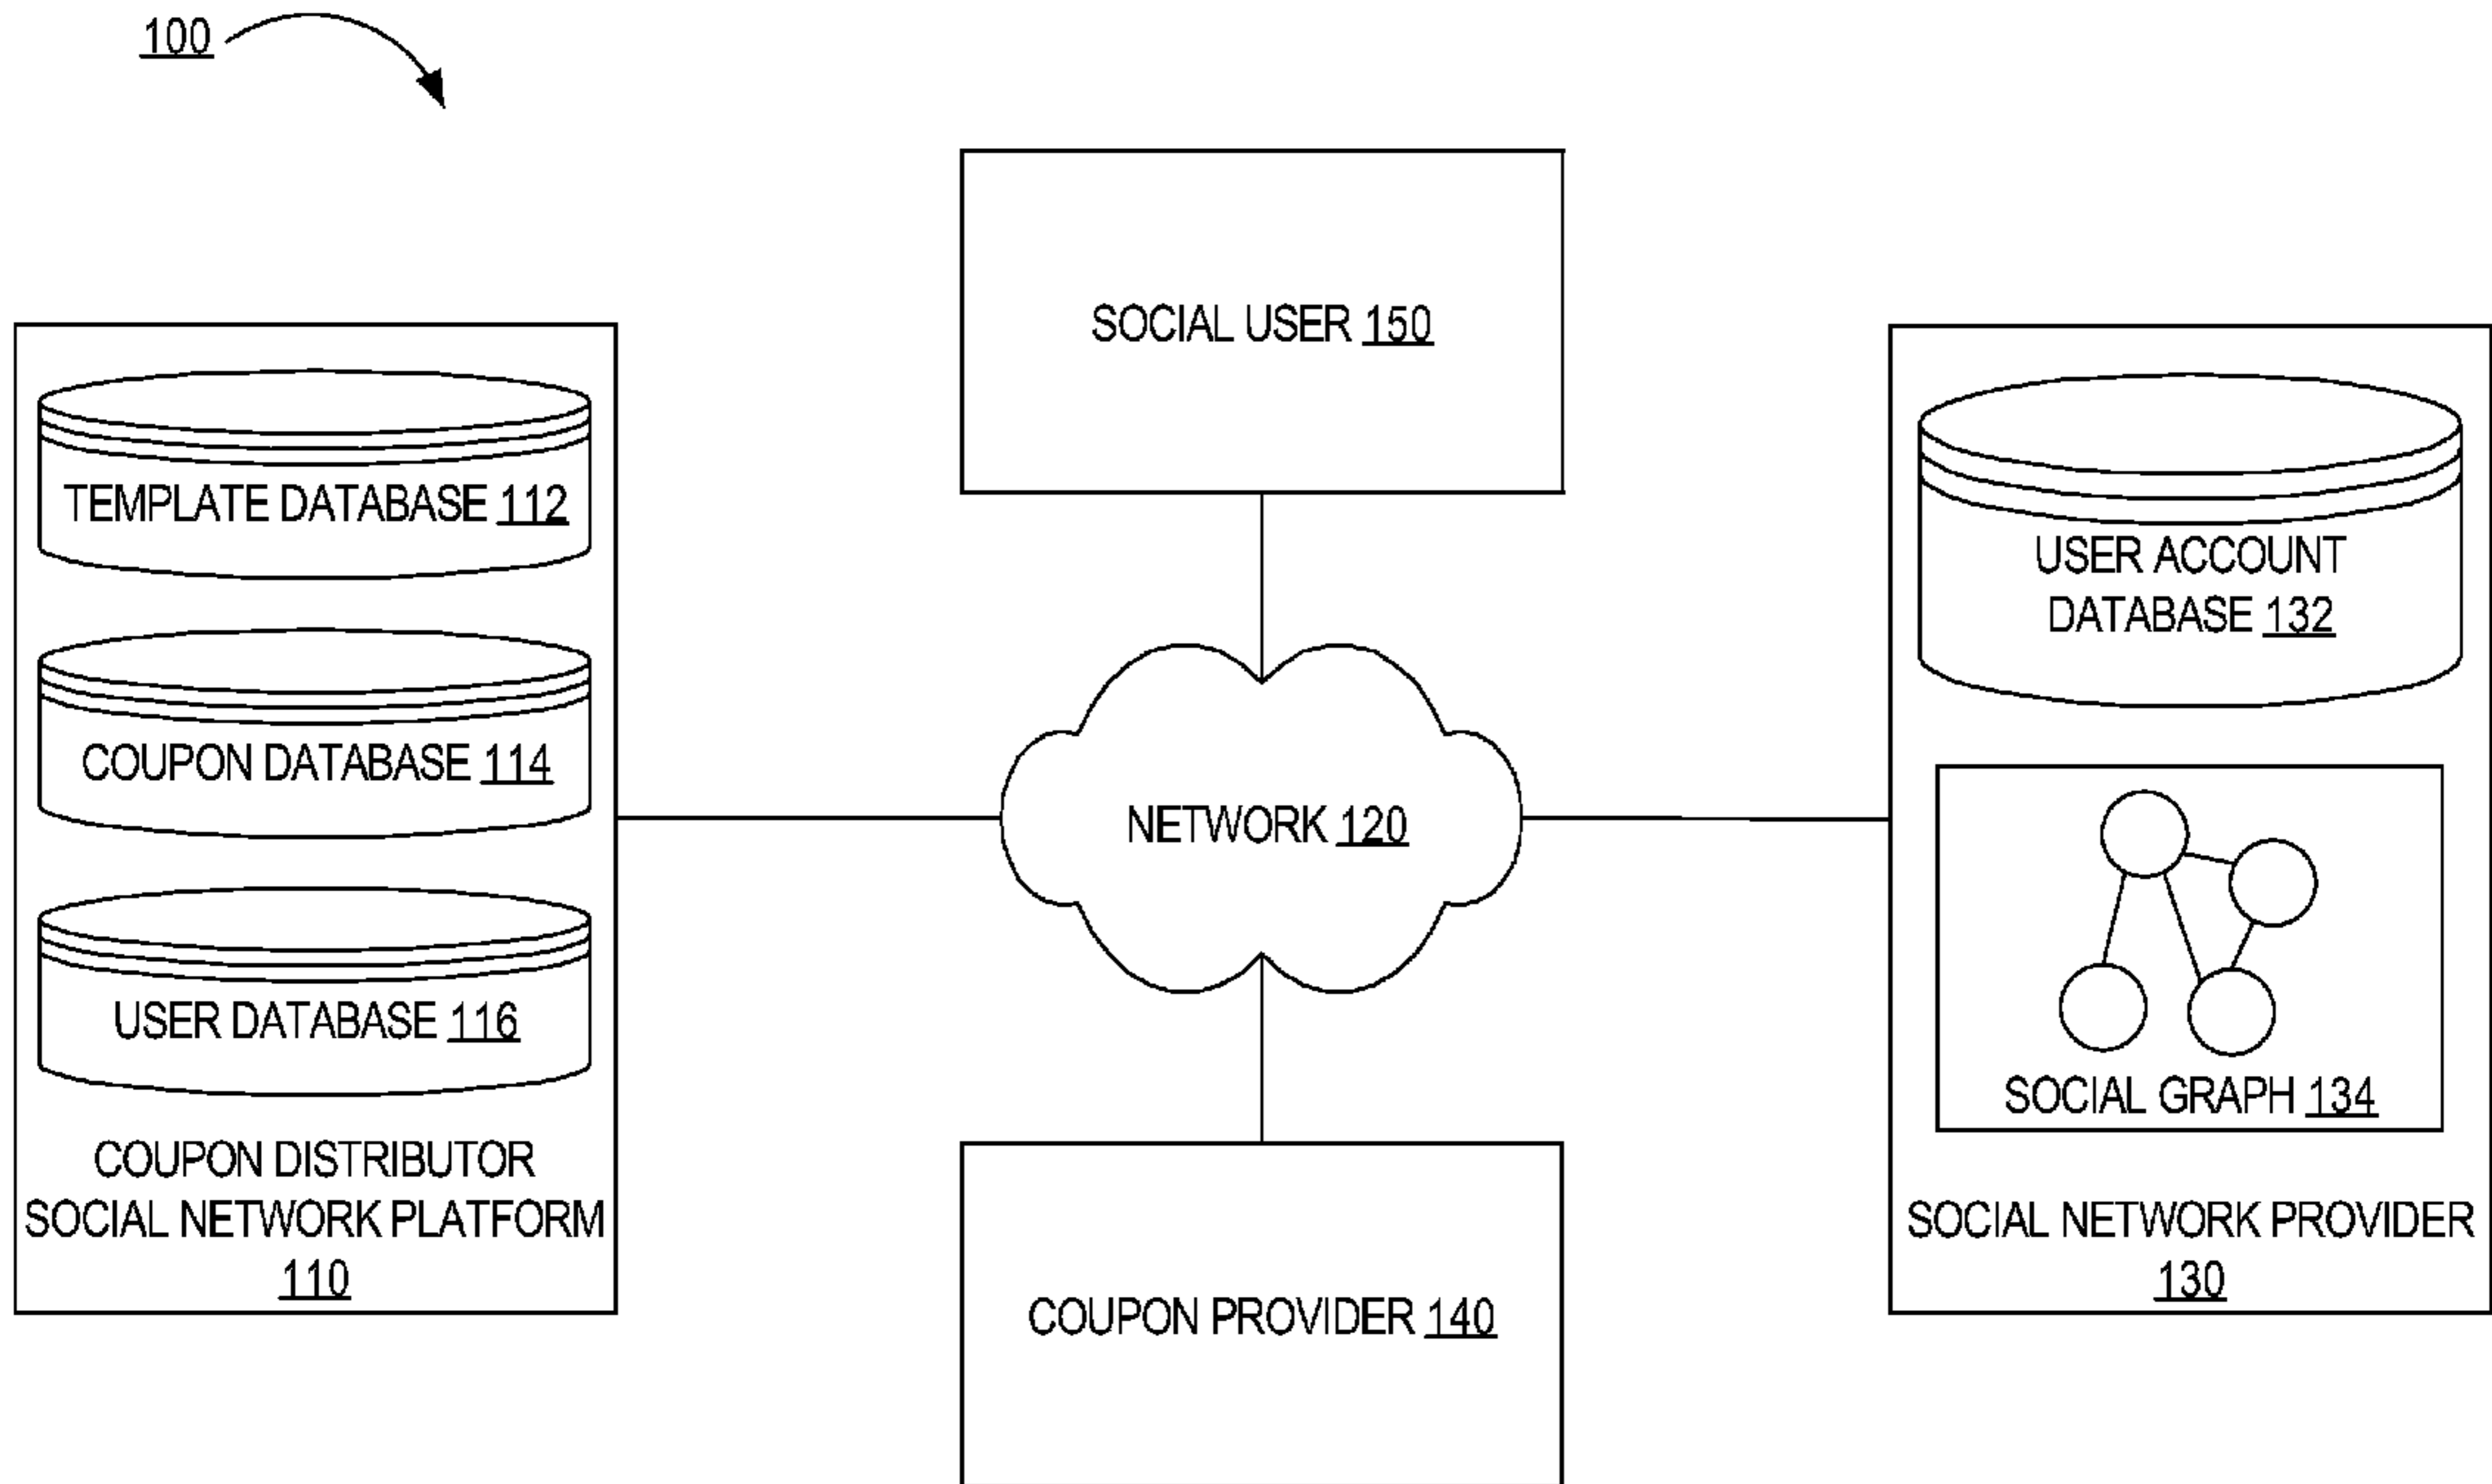 100
SOCIAL USER 150
TEMPLATE DATABASE 112
COUPON DATABASE 114
USER DATABASE 116
COUPON DISTRIBUTOR
SOCIAL NETWORK PLATFORM
110
NETWORK 120
COUPON PROVIDER 140
USER ACCOUNT
DATABASE 132
SOCIAL GRAPH 134
SOCIAL NETWORK PROVIDER
130